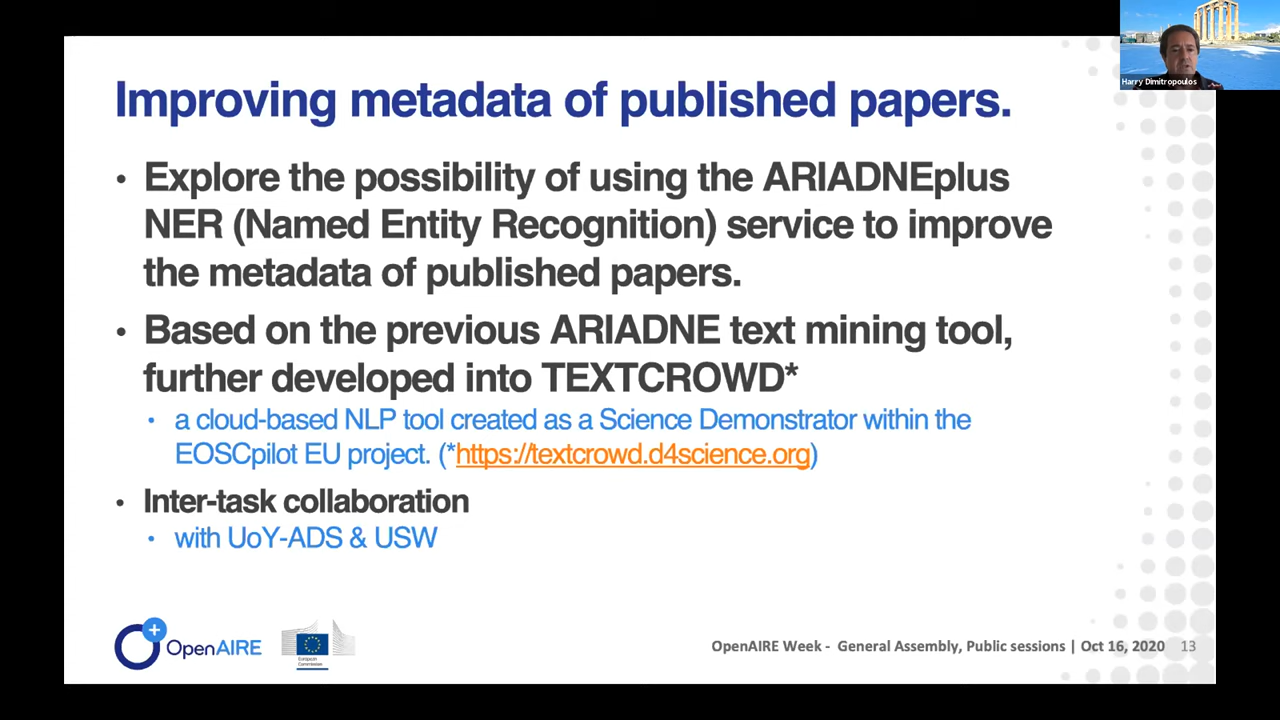 Harry Dimitropoulos
Improving metadata of published papers.
• Explore the possibility of using the ARIADNEplus
NER (Named Entity Recognition) service to improve
the metadata of published papers.
• Based on the previous ARIADNE text mining tool,
further developed into TEXTCROWD*
• a cloud-based NLP tool created as a Science Demonstrator within the
EOSCpilot EU project. (*https://textcrowd.d4science.org)
• Inter-task collaboration
• with UoY-ADS & USW
OpenAIRE
European
Commission
OpenAIRE Week - General Assembly, Public sessions | Oct 16, 2020 13